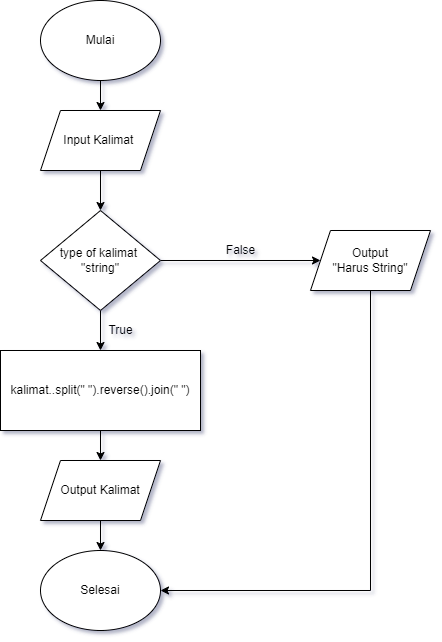 Mulai
Input Kalimat
type of kalimat
"string"
False
Output
"Harus String"
True
kalimat..split(" ").reverse().join(" ")
Output Kalimat
Selesai